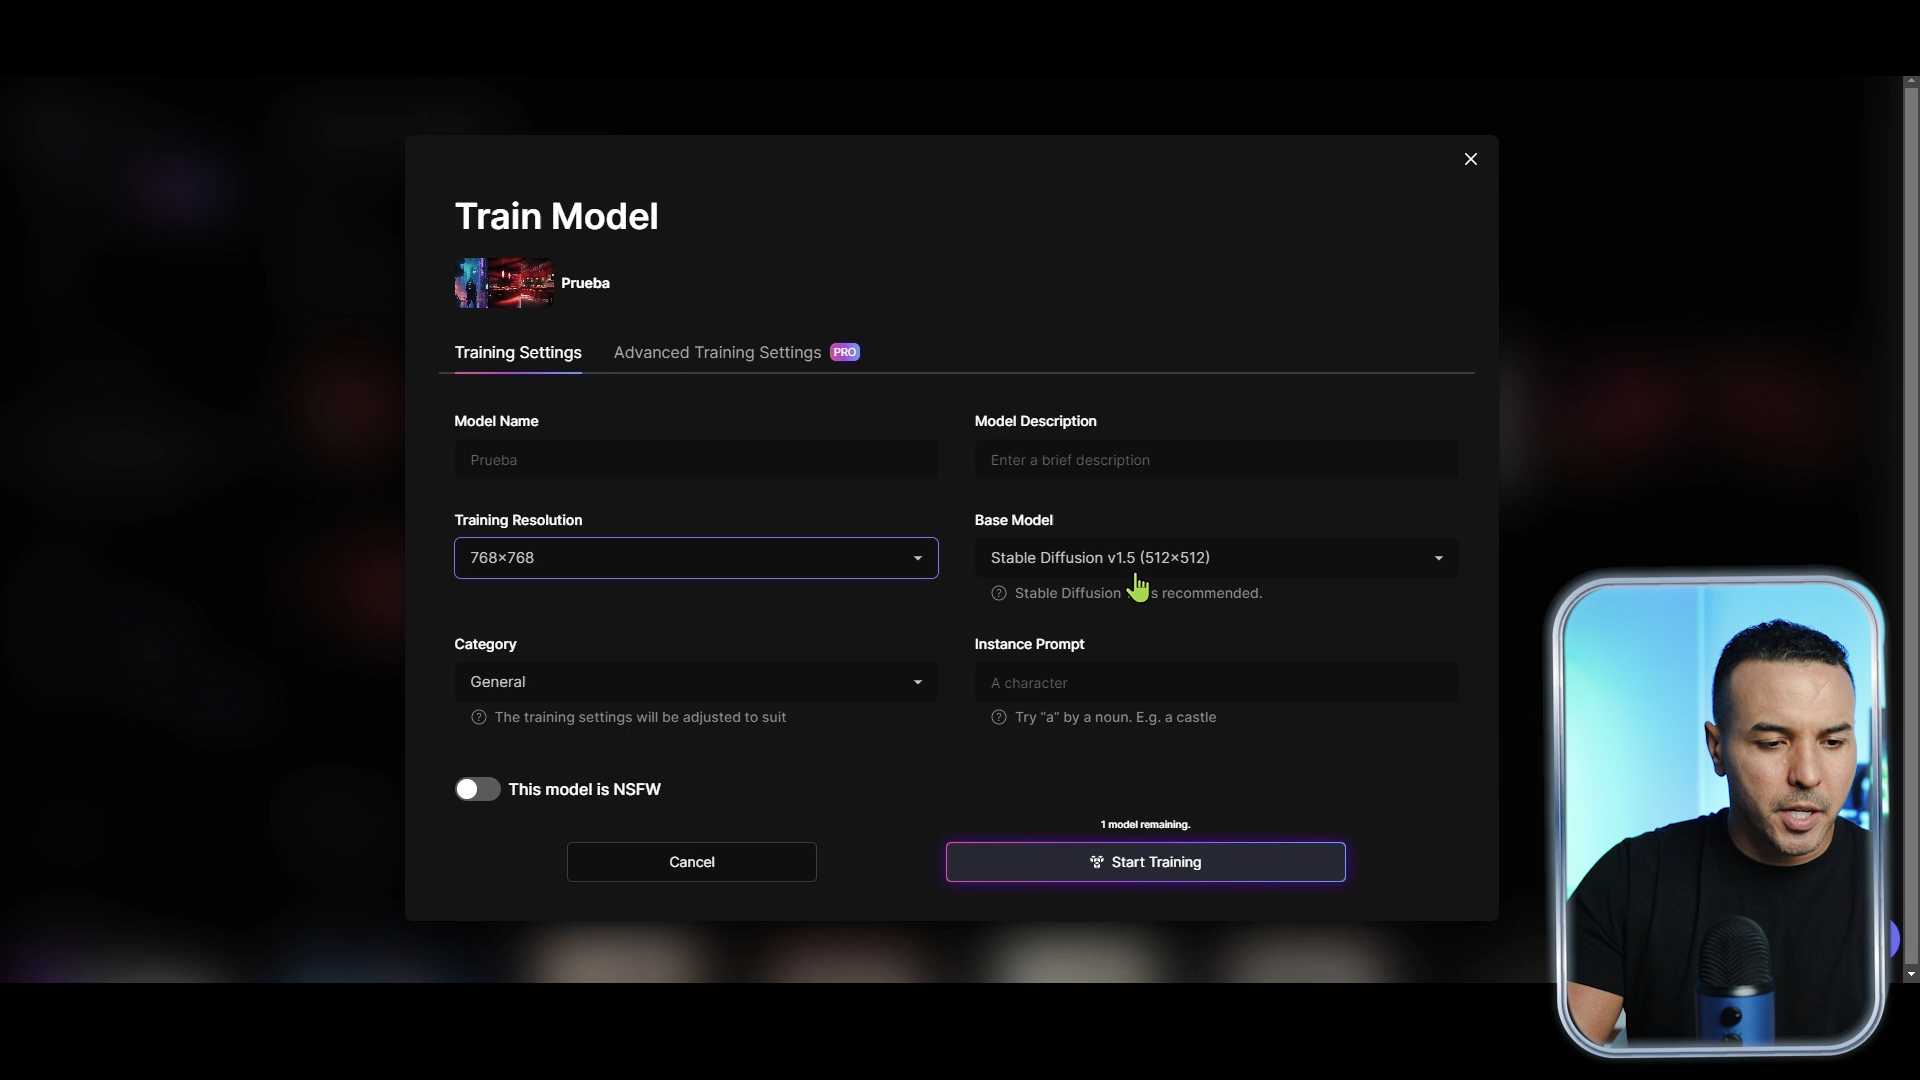 Train Model
Prueba
Training Settings
Advanced Training Settings PRO
Model Name
Model Description
Prueba
Enter a brief description
Training Resolution
Base Model
768×768
Stable Diffusion v1.5 (512×512)
Stable Diffusion s recommended.
Category
Instance Prompt
General
A character
The training settings will be adjusted to suit
Try “a” by a noun. E.g. a castle
This model is NSFW
1 model remaining.
Cancel
Start Training